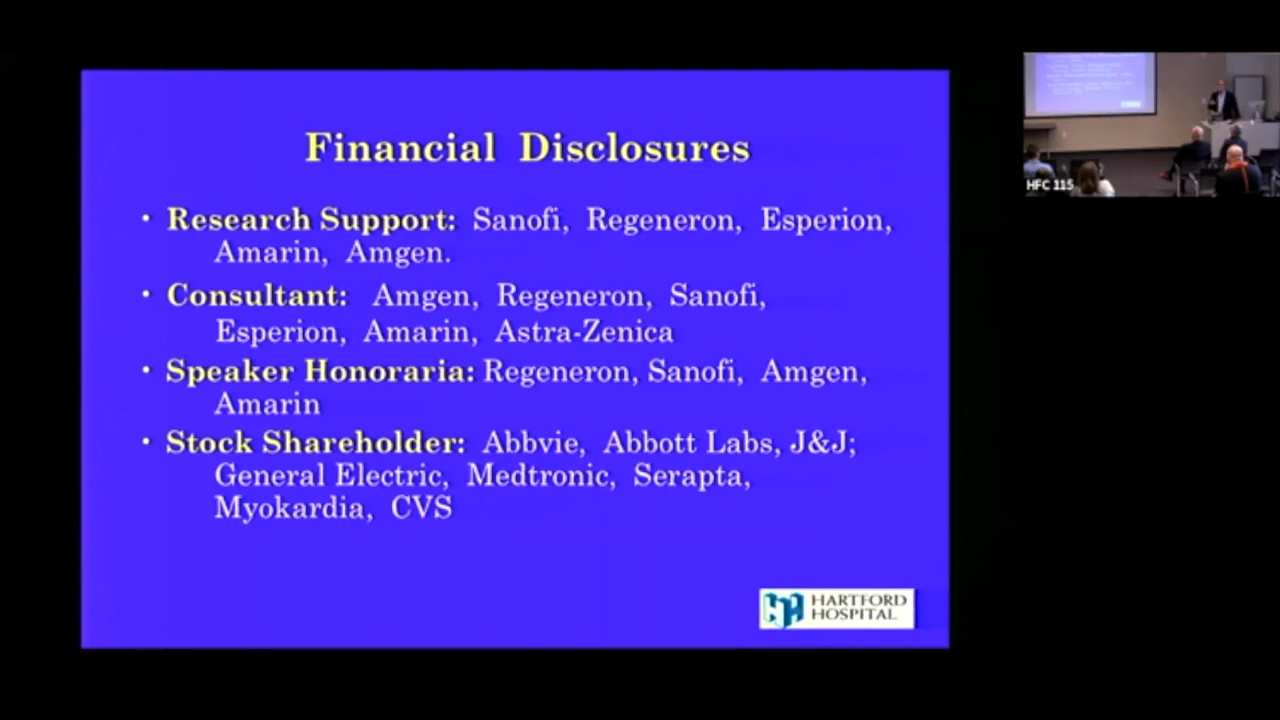 Financial Disclosures
• Research Support: Sanofi, Regeneron, Esperion,
Amarin, Amgen.
• Consultant: Amgen, Regeneron, Sanofi,
Esperion, Amarin, Astra-Zenica
• Speaker Honoraria: Regeneron, Sanofi, Amgen,
Amarin
• Stock Shareholder: Abbvie, Abbott Labs, J&J;
General Electric, Medtronic, Serapta,
Myokardia, CVS
HARTFORD
HOSPITAL
HFC 115